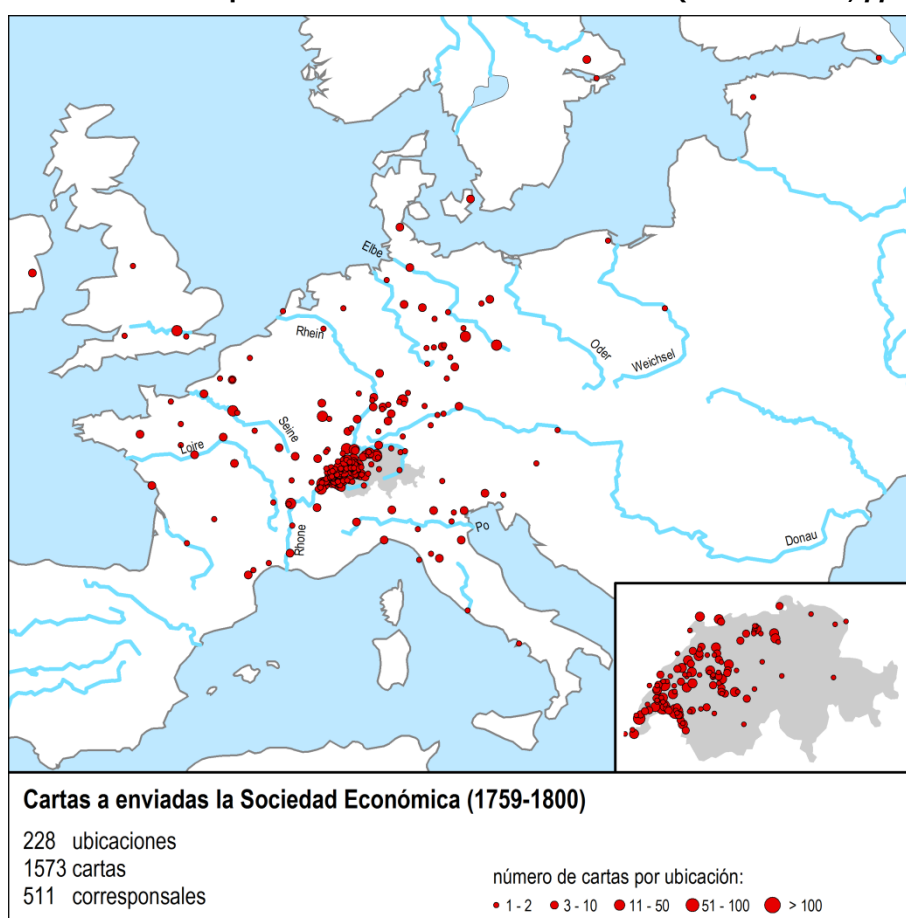 Elbe
Rhein
Oder
Weichsel
Seine
Loire
Rhone
Po
Donau
Cartas a enviadas la Sociedad Económica (1759-1800)
228 ubicaciones
1573 cartas
511 corresponsales
número de cartas por ubicación:
1 - 2 3 - 10 11 - 50 51 - 100 > 100